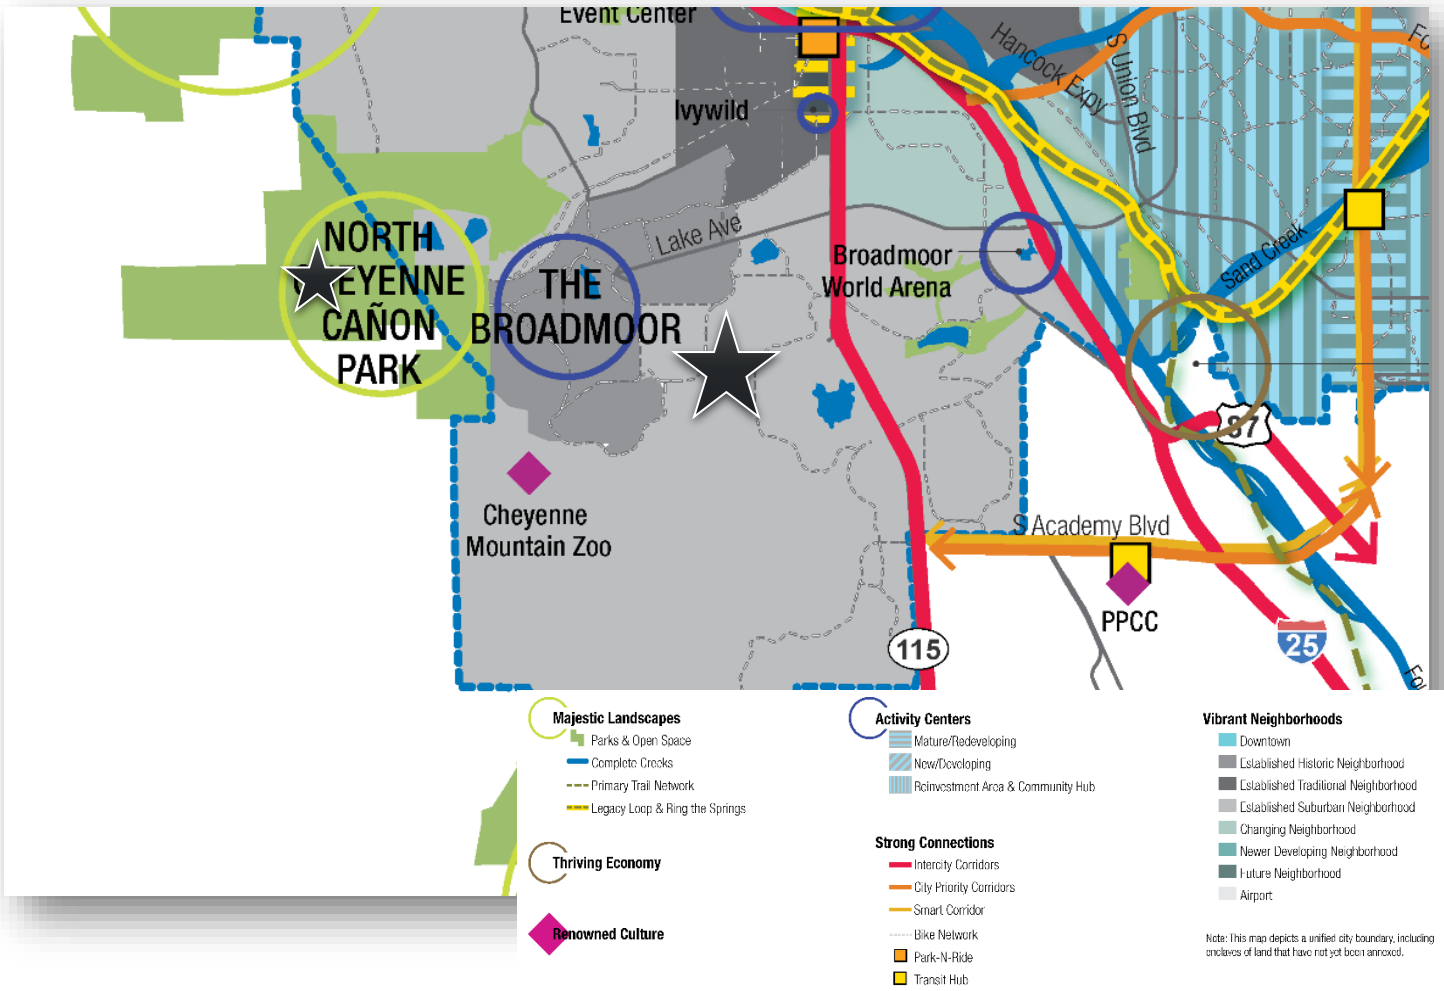 Event Center
Hancock Expy
S Union Blvd
Fo
Ivywild
Lake Ave
NORTH
EYENNE
CAÑON
PARK
THE
BROADMOOR
Broadmoor
World Arena
Sand Creek
87
Cheyenne
Mountain Zoo
S Academy Blvd
PPCC
115
25
Fou
Majestic Landscapes
Parks & Open Space
Complete Creeks
Primary Trail Network
Legacy Loop & Ring the Springs
Thriving Economy
Renowned Culture
Activity Centers
Mature/Redeveloping
New/Developing
Reinvestment Area & Community Hub
Strong Connections
Intercity Corridors
City Priority Corridors
Smart Corridor
Bike Network
Park-N-Ride
Transit Hub
Vibrant Neighborhoods
Downtown
Established Historic Neighborhood
Established Traditional Neighborhood
Established Suburban Neighborhood
Changing Neighborhood
Newer Developing Neighborhood
Future Neighborhood
Airport
Note: This map depicts a unified city boundary, including
enclaves of land that have not yet been annexed.